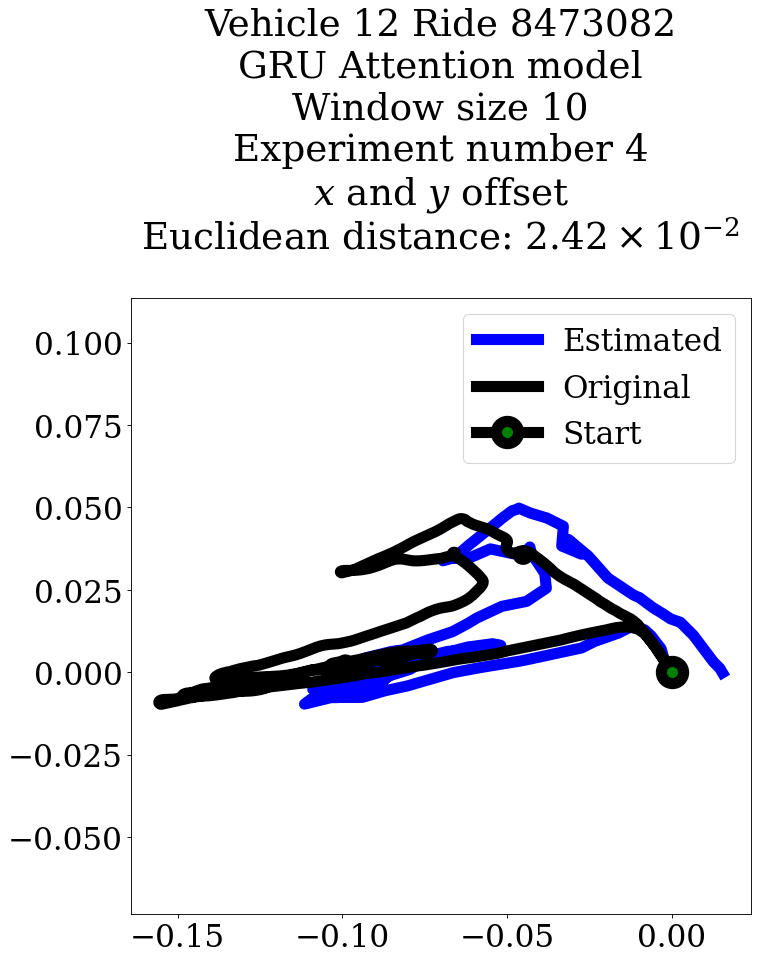 Vehicle 12 Ride 8473082
GRU Attention model
Window size 10
Experiment number 4
x and y offset
Euclidean distance: 2.42 × 10⁻²
Estimated
Original
Start
0.100
0.075
0.050
0.025
0.000
−0.025
−0.050
−0.15 −0.10 −0.05 0.00